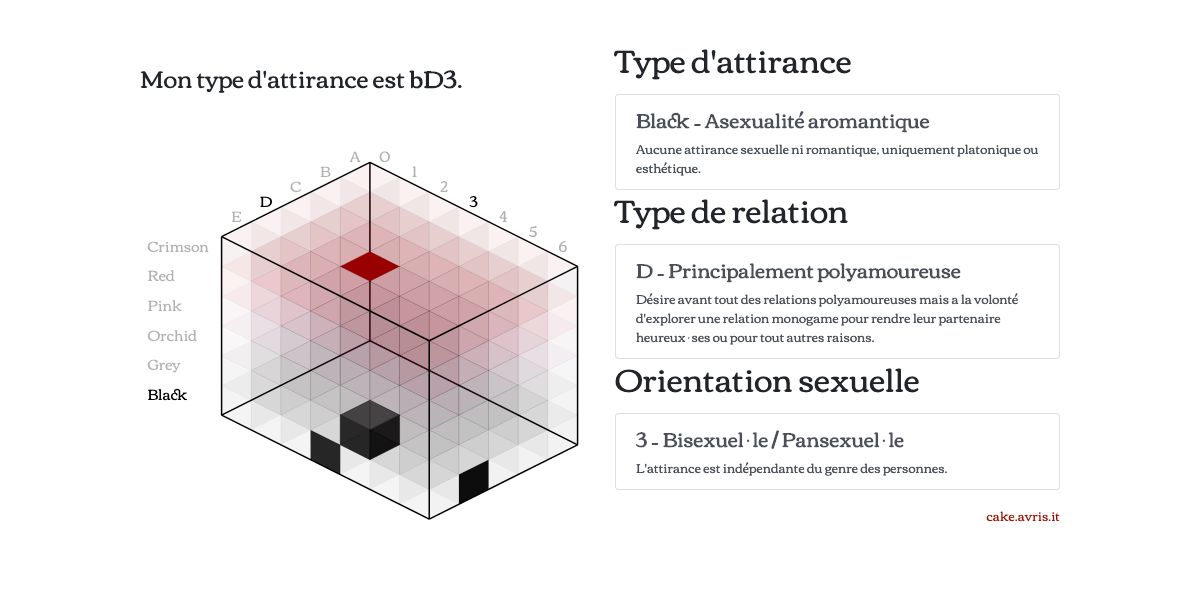 Mon type d'attirance est bD3.
A O
B 1
C 2
D 3
E 4
5
6
Crimson
Red
Pink
Orchid
Grey
Black
Type d'attirance
Black - Asexualité aromantique
Aucune attirance sexuelle ni romantique, uniquement platonique ou
esthétique.
Type de relation
D - Principalement polyamoureuse
Désire avant tout des relations polyamoureuses mais a la volonté
d'explorer une relation monogame pour rendre leur partenaire
heureux·ses ou pour tout autres raisons.
Orientation sexuelle
3 - Bisexuel·le / Pansexuel·le
L'attirance est indépendante du genre des personnes.
cake.avris.it